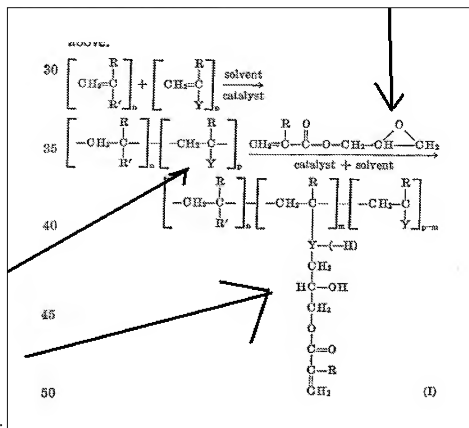 above.
30 [CH₂=C(R)(R')]n + [CH₂=C(R)(Y)]p solvent catalyst
35 [—CH₂—C(R)(R')—]n [—CH₂—C(R)(Y)—]p CH₂=C(R)—C(=O)—O—CH₂—CH—CH₂ O
catalyst + solvent
40 [—CH₂—C(R)(R')—]n [—CH₂—C(R)—]m [—CH₂—C(R)(Y)—]p-m
Y—(—H)
CH₂
45 HC—OH
CH₂
O
C=O
C—R
50 CH₂ (I)